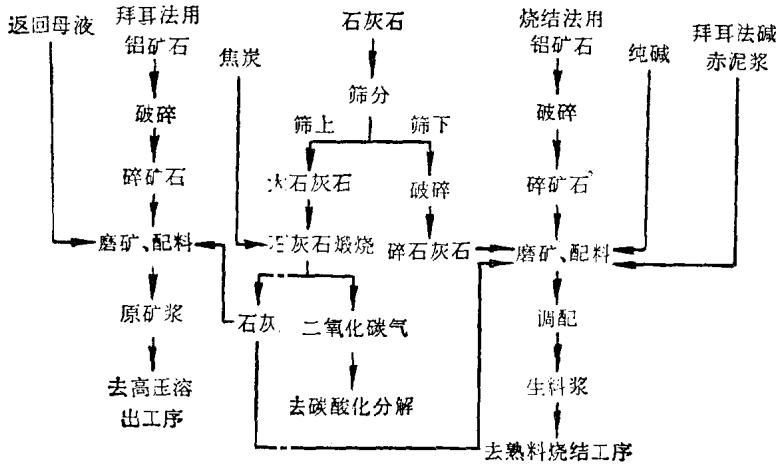 返回母液
拜耳法用
铝矿石
石灰石
烧结法用
铝矿石
纯碱
拜耳法碱
赤泥浆
焦炭
筛分
破碎
筛上
筛下
破碎
碎矿石
大石灰石
破碎
碎矿石
磨矿、配料
石灰石煅烧
碎石灰石
磨矿、配料
原矿浆
石灰
二氧化碳气
调配
去高压溶
出工序
去碳酸化分解
生料浆
去熟料烧结工序